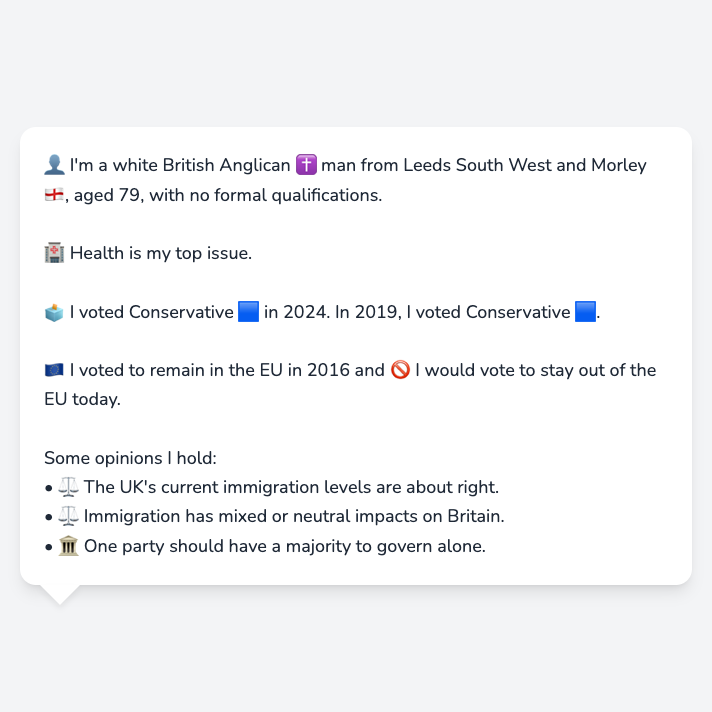 👤 I'm a white British Anglican ✝️ man from Leeds South West and Morley
🏴󠁧󠁢󠁥󠁮󠁧󠁿, aged 79, with no formal qualifications.
🏥 Health is my top issue.
🗳️ I voted Conservative 🟦 in 2024. In 2019, I voted Conservative 🟦.
🇪🇺 I voted to remain in the EU in 2016 and 🚫 I would vote to stay out of the
EU today.
Some opinions I hold:
• ⚖️ The UK's current immigration levels are about right.
• ⚖️ Immigration has mixed or neutral impacts on Britain.
• 🏛️ One party should have a majority to govern alone.